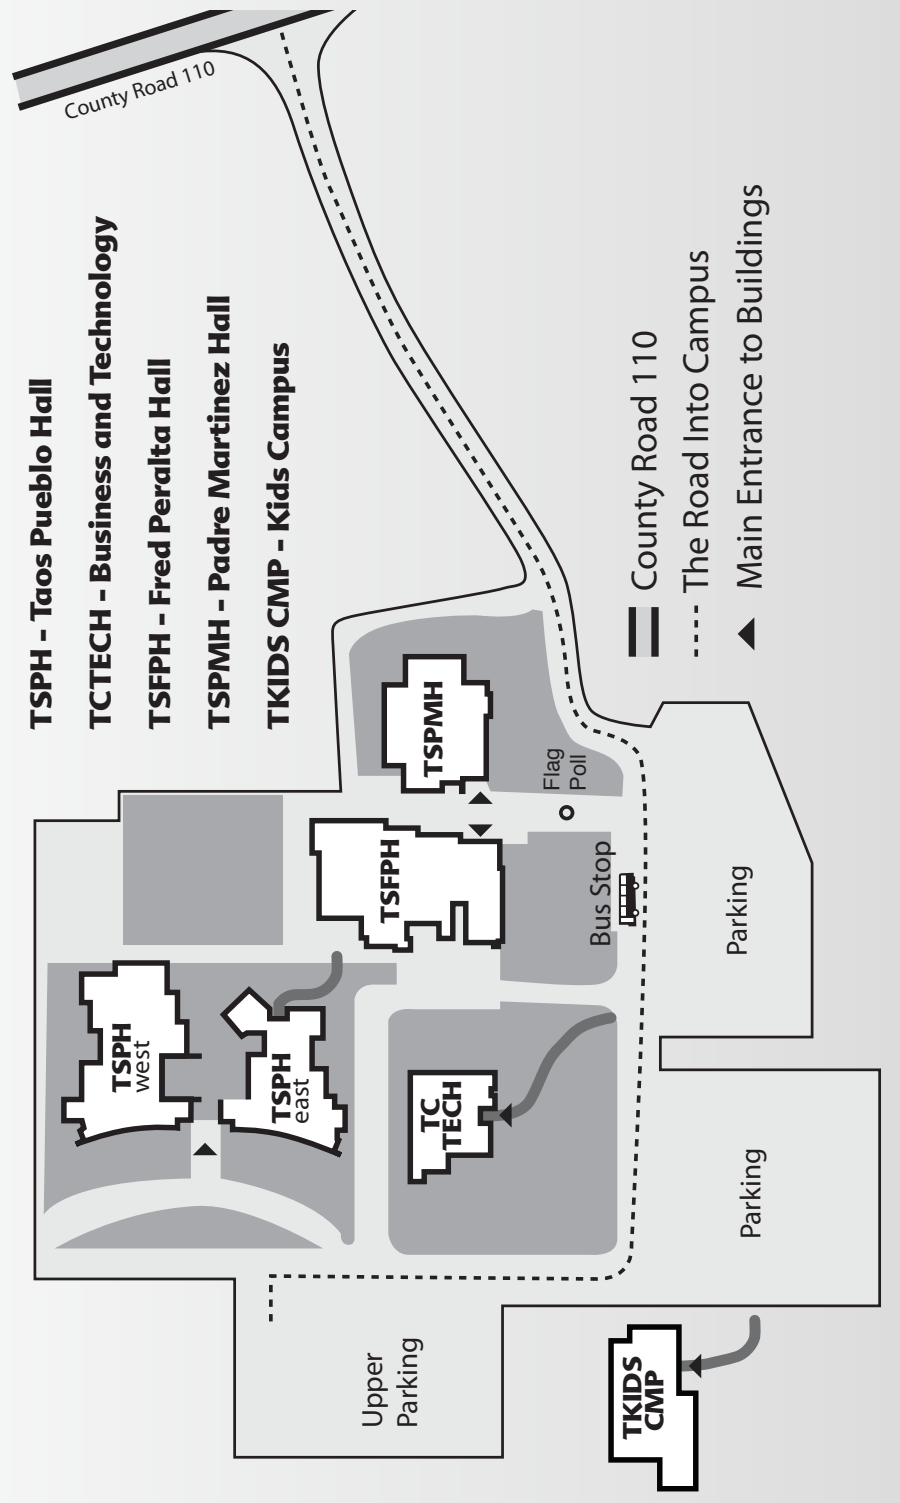 County Road 110
TSPH – Taos Pueblo Hall
TCTECH - Business and Technology
TSFPH – Fred Peralta Hall
TSPMH – Padre Martinez Hall
TKIDS CMP – Kids Campus
TSPH
west
TSPH
east
TSFPH
TSPMH
TC
TECH
Flag
Poll
Bus Stop
Upper
Parking
TKIDS
CMP
Parking
Parking
County Road 110
The Road Into Campus
Main Entrance to Buildings